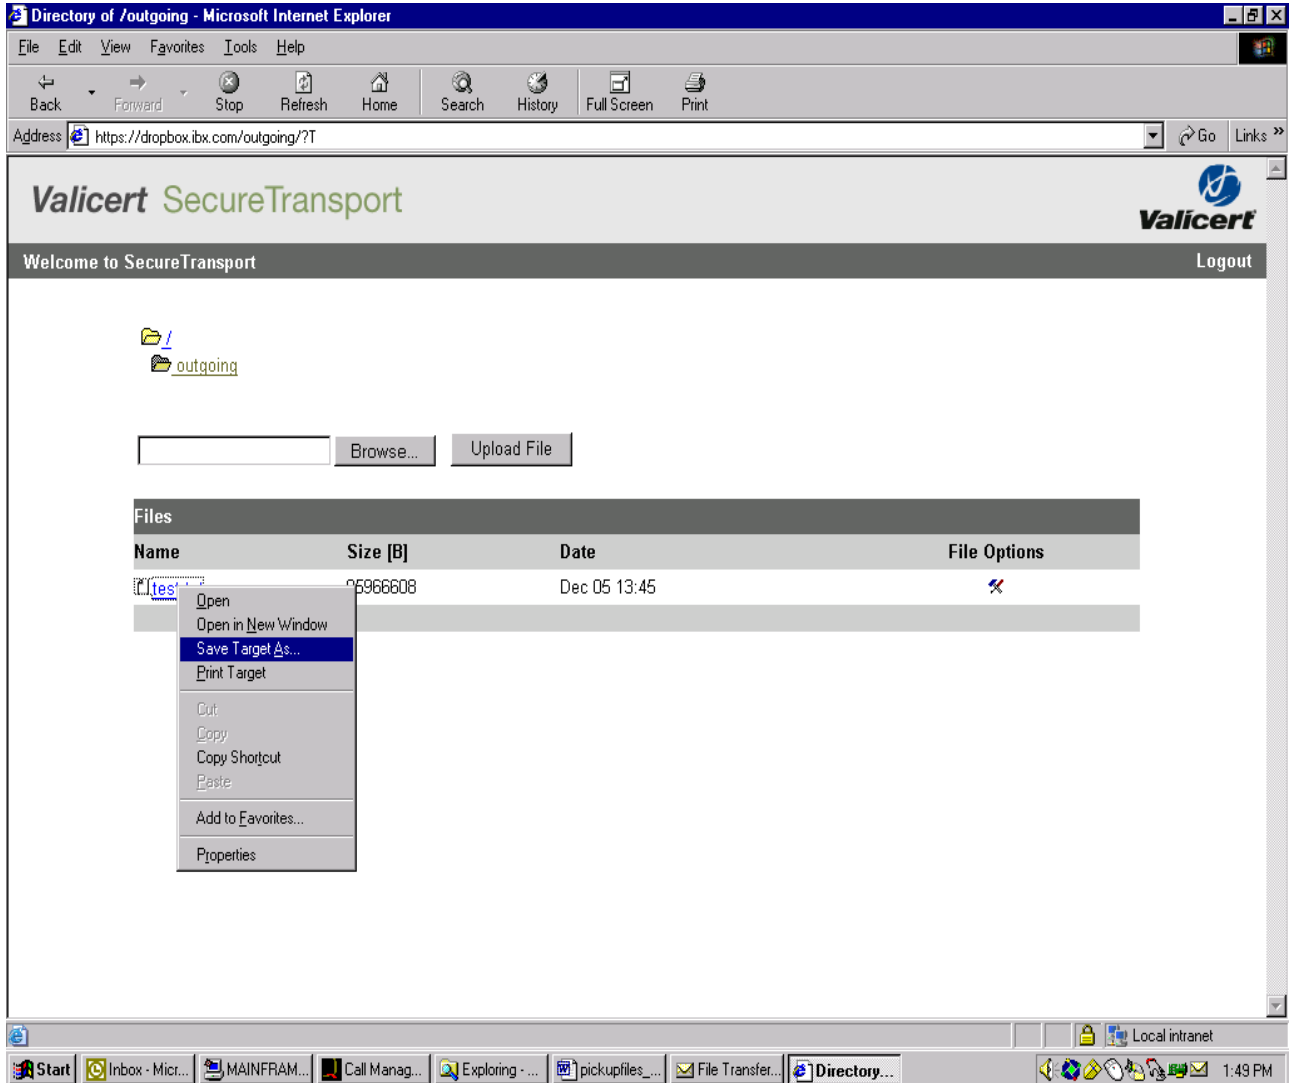 Directory of /outgoing - Microsoft Internet Explorer
File Edit View Favorites Tools Help
Back Forward Stop Refresh Home Search History Full Screen Print
Address https://dropbox.ibx.com/outgoing/?T Go Links »
Valicert SecureTransport
Valicert
Welcome to SecureTransport Logout
/
outgoing
Browse... Upload File
Files
Name Size [B] Date File Options
5966608 Dec 05 13:45
Open
Open in New Window
Save Target As...
Print Target
Cut
Copy
Copy Shortcut
Paste
Add to Favorites...
Properties
Local intranet
Start Inbox - Micr... MAINFRAM... Call Manag... Exploring - ... pickupfiles_... File Transfer... Directory... 1:49 PM